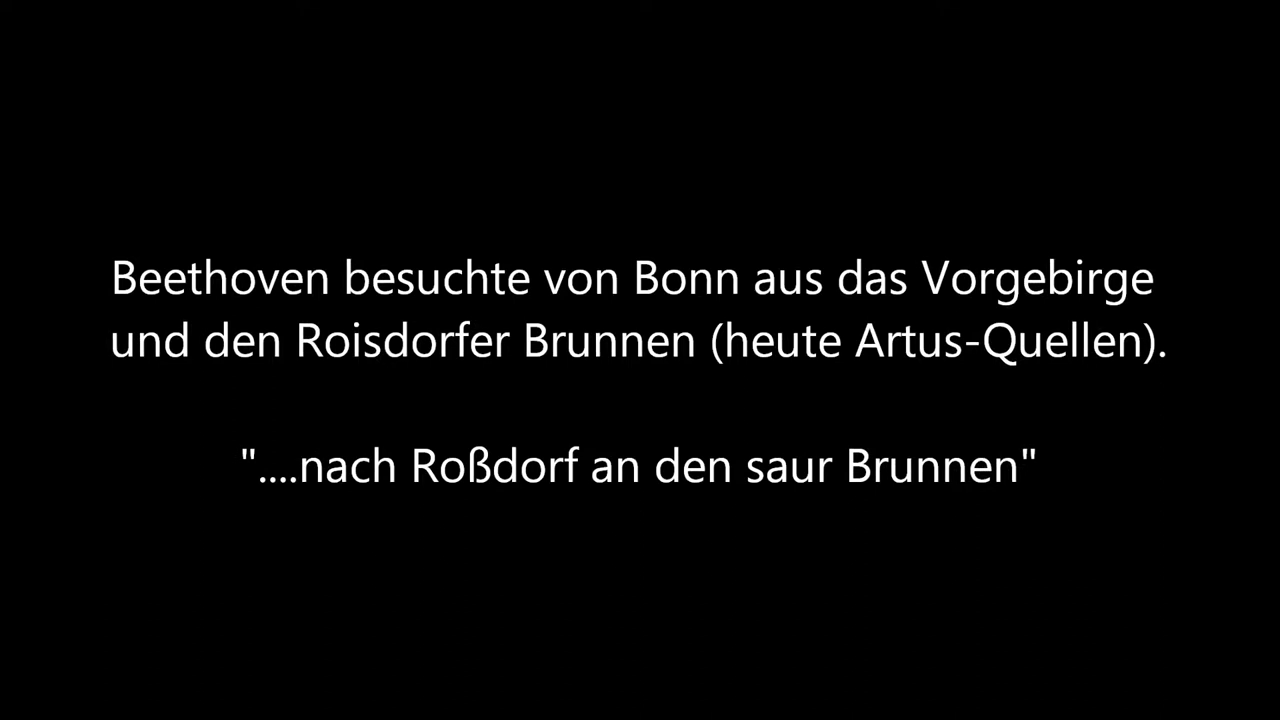 Beethoven besuchte von Bonn aus das Vorgebirge
und den Roisdorfer Brunnen (heute Artus-Quellen).
"....nach Roßdorf an den saur Brunnen"